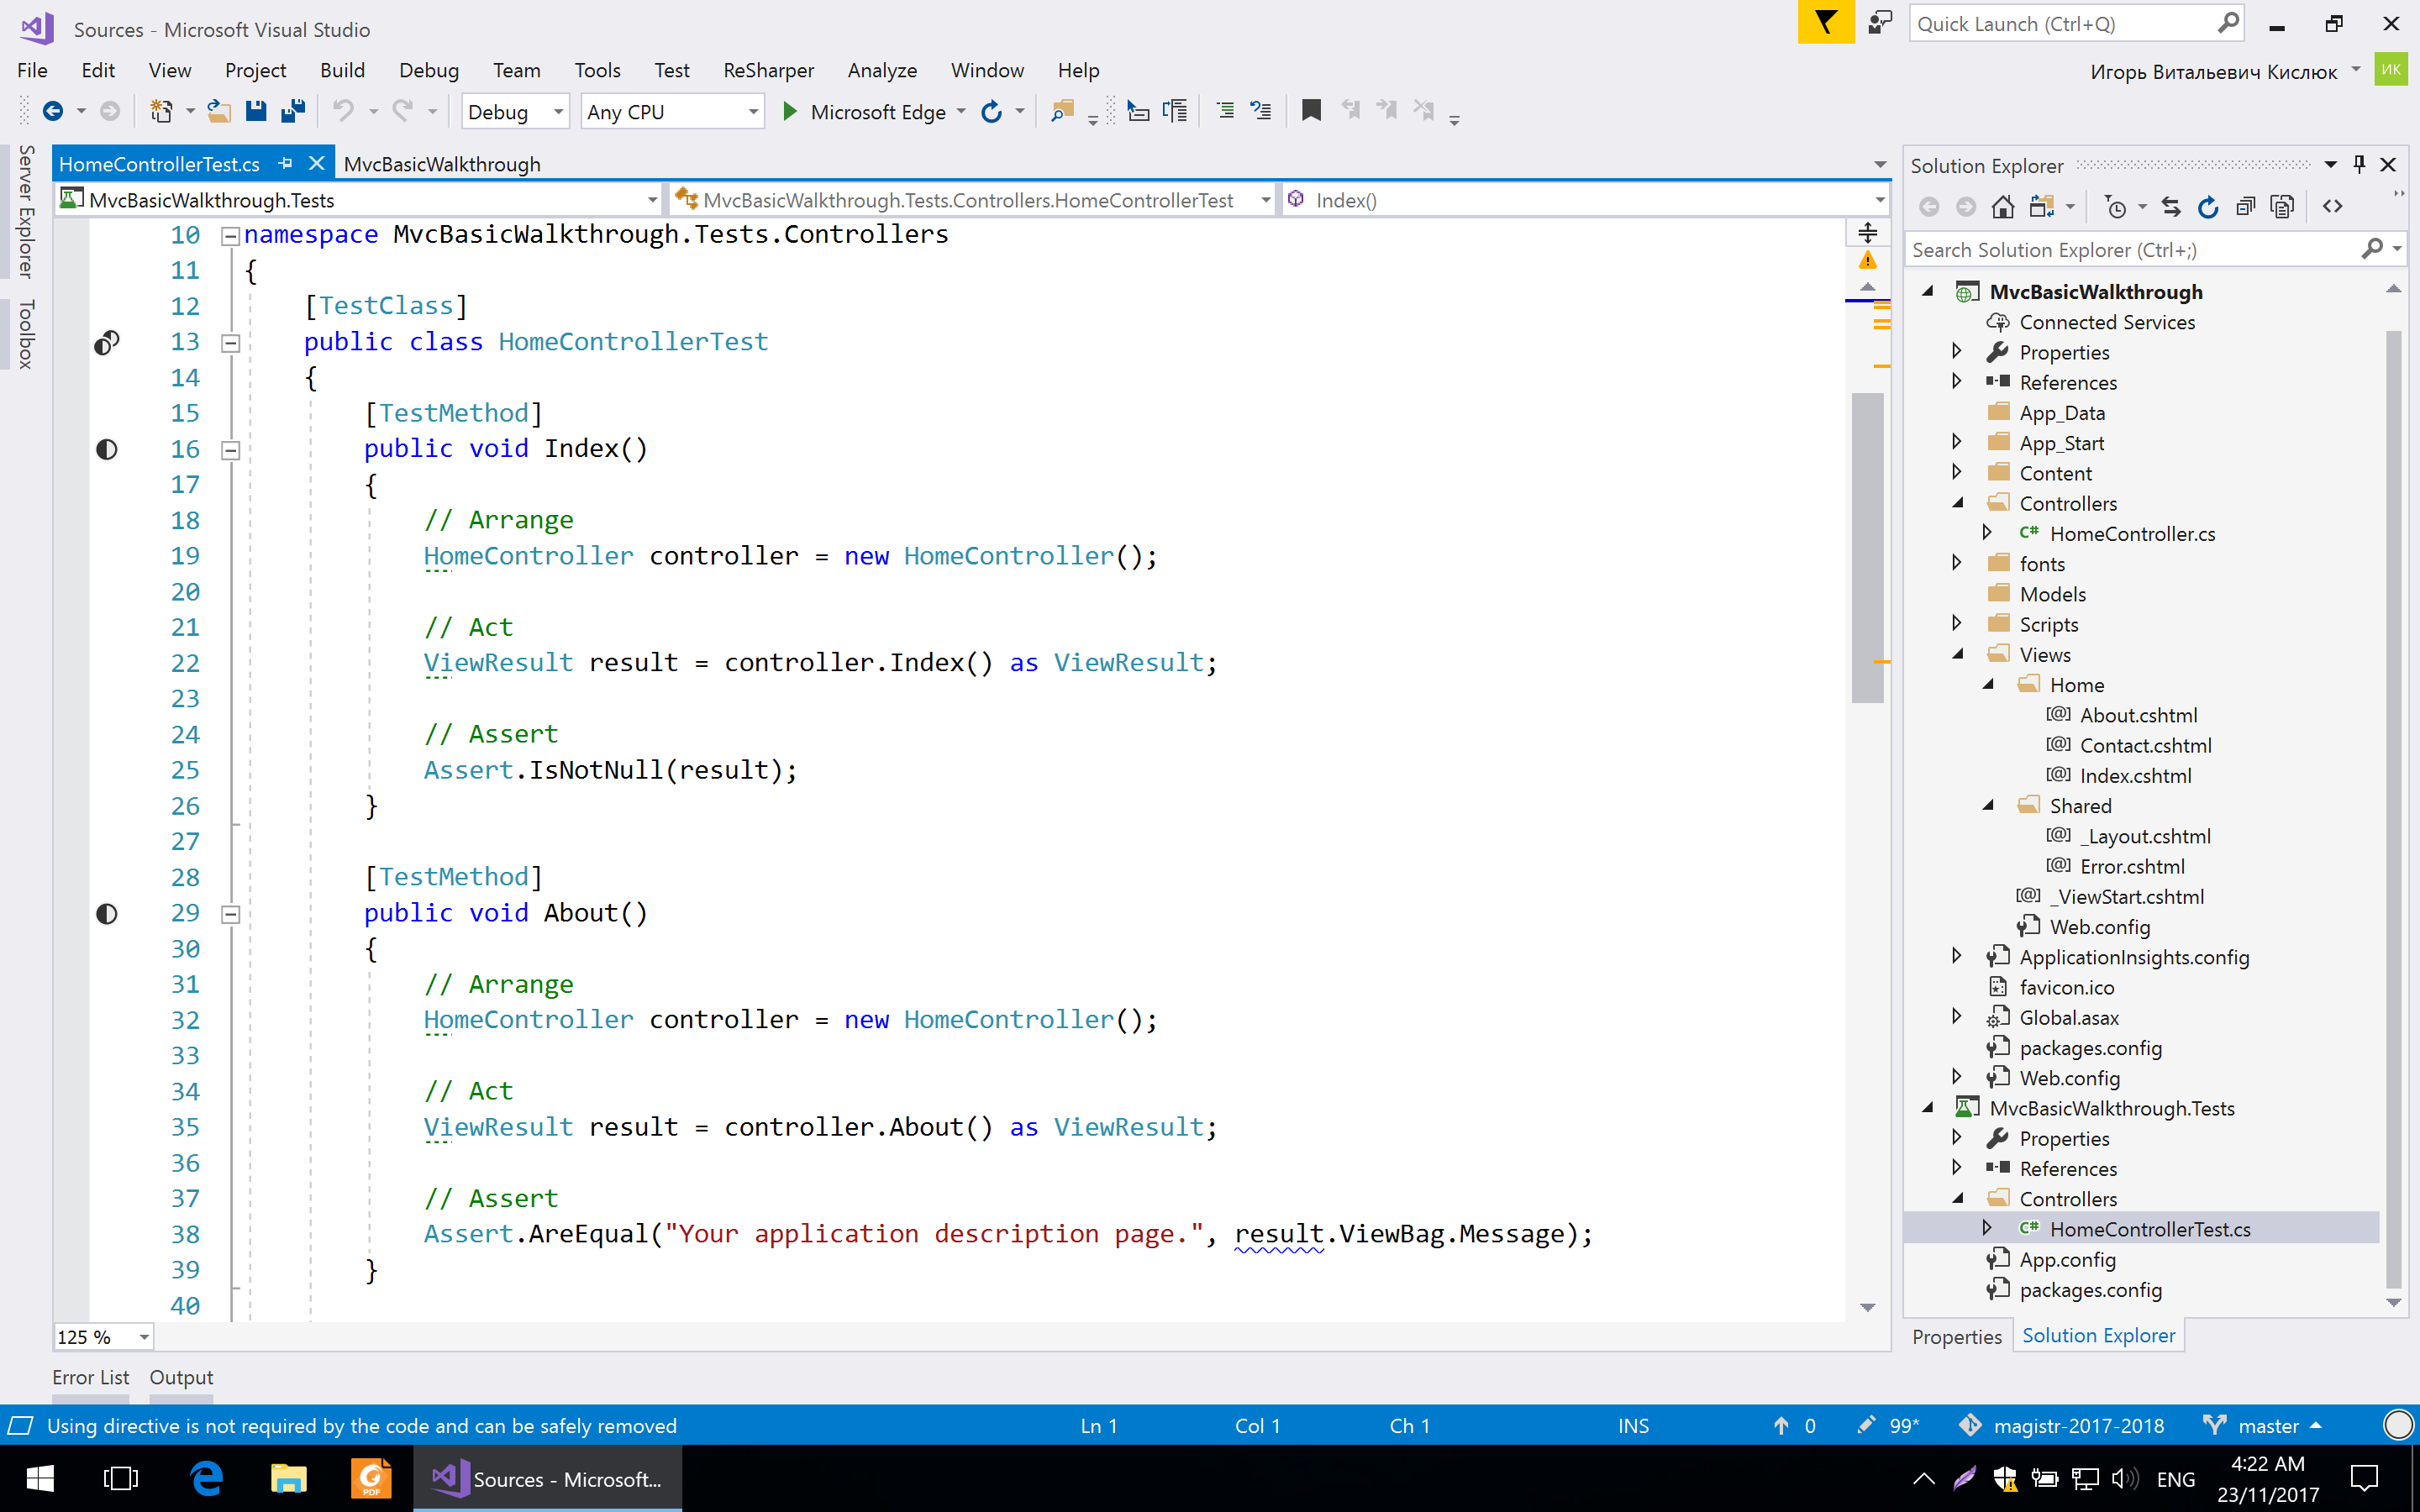 Sources - Microsoft Visual Studio
Quick Launch (Ctrl+Q)
File Edit View Project Build Debug Team Tools Test ReSharper Analyze Window Help
Игорь Витальевич Кислюк ИК
Debug Any CPU Microsoft Edge
Server Explorer
Toolbox
HomeControllerTest.cs MvcBasicWalkthrough
MvcBasicWalkthrough.Tests MvcBasicWalkthrough.Tests.Controllers.HomeControllerTest Index()
10 namespace MvcBasicWalkthrough.Tests.Controllers
11 {
12 [TestClass]
13 public class HomeControllerTest
14 {
15 [TestMethod]
16 public void Index()
17 {
18 // Arrange
19 HomeController controller = new HomeController();
20
21 // Act
22 ViewResult result = controller.Index() as ViewResult;
23
24 // Assert
25 Assert.IsNotNull(result);
26 }
27
28 [TestMethod]
29 public void About()
30 {
31 // Arrange
32 HomeController controller = new HomeController();
33
34 // Act
35 ViewResult result = controller.About() as ViewResult;
36
37 // Assert
38 Assert.AreEqual("Your application description page.", result.ViewBag.Message);
39 }
40
125 %
Error List Output
Solution Explorer
Search Solution Explorer (Ctrl+;)
MvcBasicWalkthrough
Connected Services
Properties
References
App_Data
App_Start
Content
Controllers
C# HomeController.cs
fonts
Models
Scripts
Views
Home
[@] About.cshtml
[@] Contact.cshtml
[@] Index.cshtml
Shared
[@] _Layout.cshtml
[@] Error.cshtml
[@] _ViewStart.cshtml
Web.config
ApplicationInsights.config
favicon.ico
Global.asax
packages.config
Web.config
MvcBasicWalkthrough.Tests
Properties
References
Controllers
C# HomeControllerTest.cs
App.config
packages.config
Properties Solution Explorer
Using directive is not required by the code and can be safely removed Ln 1 Col 1 Ch 1 INS 0 99* magistr-2017-2018 master
PDF
Sources - Microsoft...
ENG
4:22 AM
23/11/2017